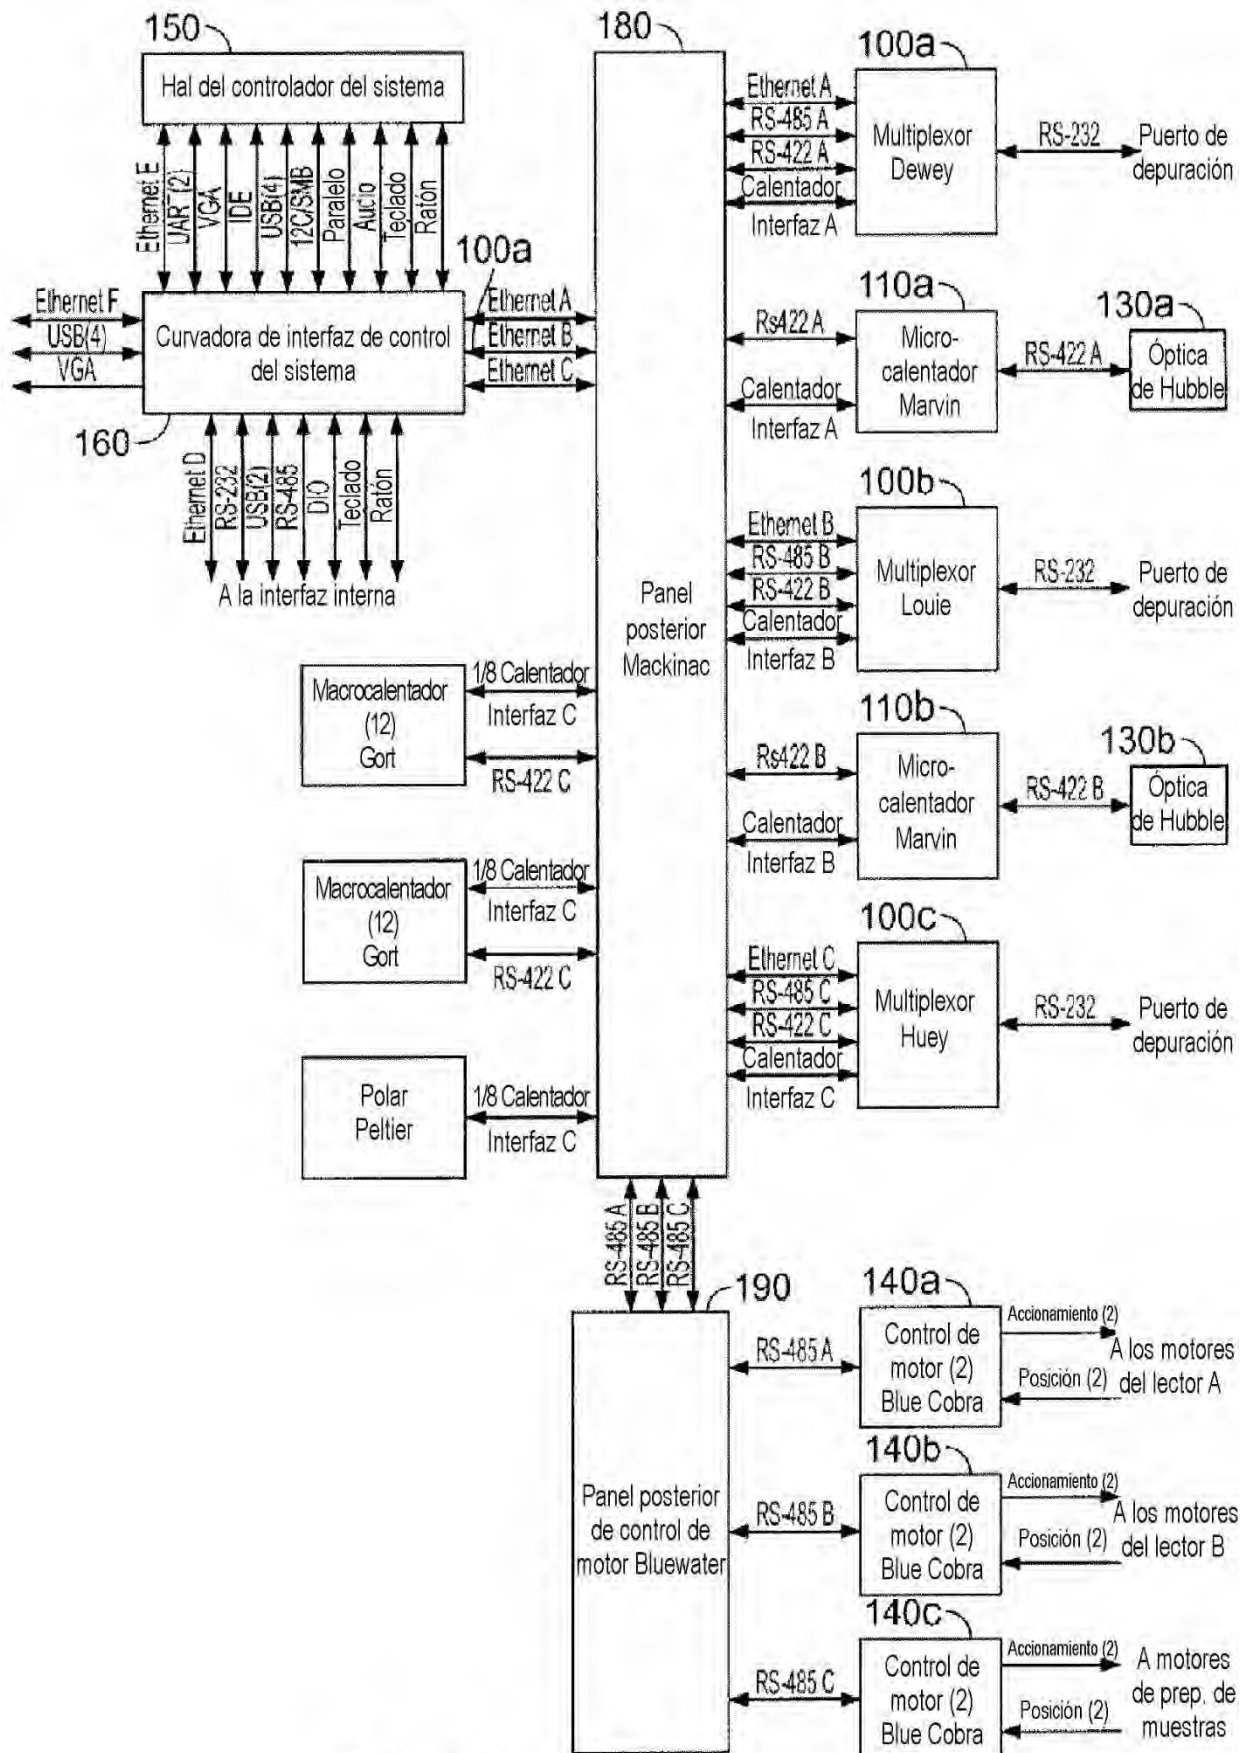 150
Hal del controlador del sistema
Ethernet E
UART (2)
VGA
IDE
USB(4)
12C/SMB
Paralelo
Audio
Teclado
Ratón
100a
Ethernet F
USB(4)
VGA
Curvadora de interfaz de control
del sistema
160
Ethernet A
Ethernet B
Ethernet C
Ethernet D
RS-232
USB(2)
RS-485
DIO
Teclado
Ratón
A la interfaz interna
Macrocalentador
(12)
Gort
1/8 Calentador
Interfaz C
RS-422 C
Macrocalentador
(12)
Gort
1/8 Calentador
Interfaz C
RS-422 C
Polar
Peltier
1/8 Calentador
Interfaz C
180
Panel
posterior
Mackinac
Ethernet A
RS-485 A
RS-422 A
Calentador
Interfaz A
100a
Multiplexor
Dewey
RS-232
Puerto de
depuración
Rs422 A
Calentador
Interfaz A
110a
Micro-
calentador
Marvin
RS-422 A
130a
Óptica
de Hubble
Ethernet B
RS-485 B
RS-422 B
Calentador
Interfaz B
100b
Multiplexor
Louie
RS-232
Puerto de
depuración
Rs422 B
Calentador
Interfaz B
110b
Micro-
calentador
Marvin
RS-422 B
130b
Óptica
de Hubble
Ethernet C
RS-485 C
RS-422 C
Calentador
Interfaz C
100c
Multiplexor
Huey
RS-232
Puerto de
depuración
RS-485 A
RS-485 B
RS-485 C
190
Panel posterior
de control de
motor Bluewater
RS-485 A
140a
Control de
motor (2)
Blue Cobra
Accionamiento (2)
Posición (2)
A los motores
del lector A
RS-485 B
140b
Control de
motor (2)
Blue Cobra
Accionamiento (2)
Posición (2)
A los motores
del lector B
RS-485 C
140c
Control de
motor (2)
Blue Cobra
Accionamiento (2)
Posición (2)
A motores
de prep. de
muestras